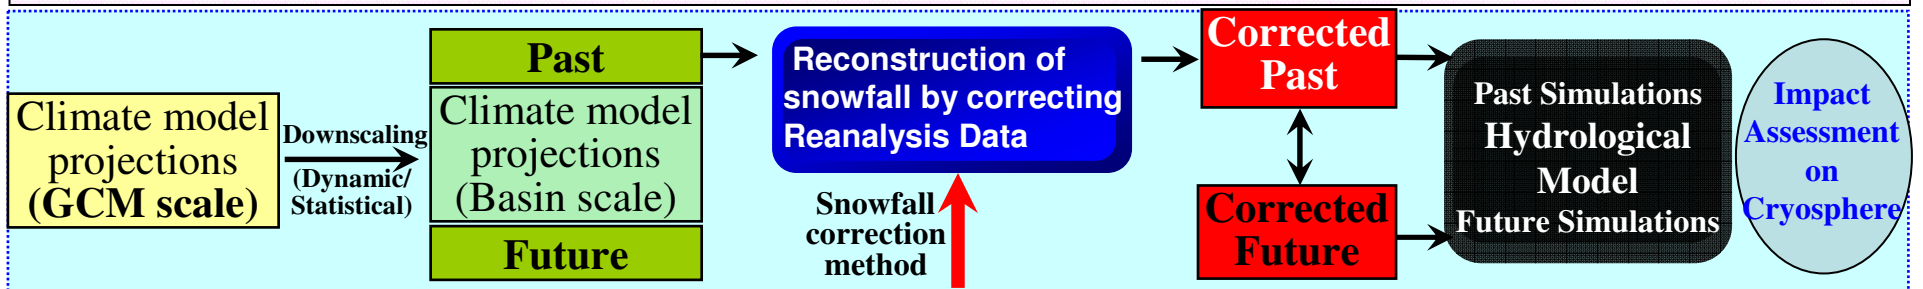 Climate model
projections
(GCM scale)
Downscaling
(Dynamic/
Statistical)
Past
Climate model
projections
(Basin scale)
Future
Reconstruction of
snowfall by correcting
Reanalysis Data
Snowfall
correction
method
Corrected
Past
Corrected
Future
Past Simulations
Hydrological
Model
Future Simulations
Impact
Assessment
on
Cryosphere